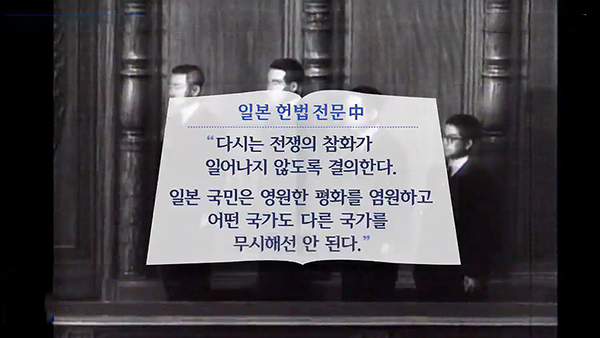 일본 헌법 전문 中
“다시는 전쟁의 참화가
일어나지 않도록 결의한다.
일본 국민은 영원한 평화를 염원하고
어떤 국가도 다른 국가를
무시해선 안 된다.”